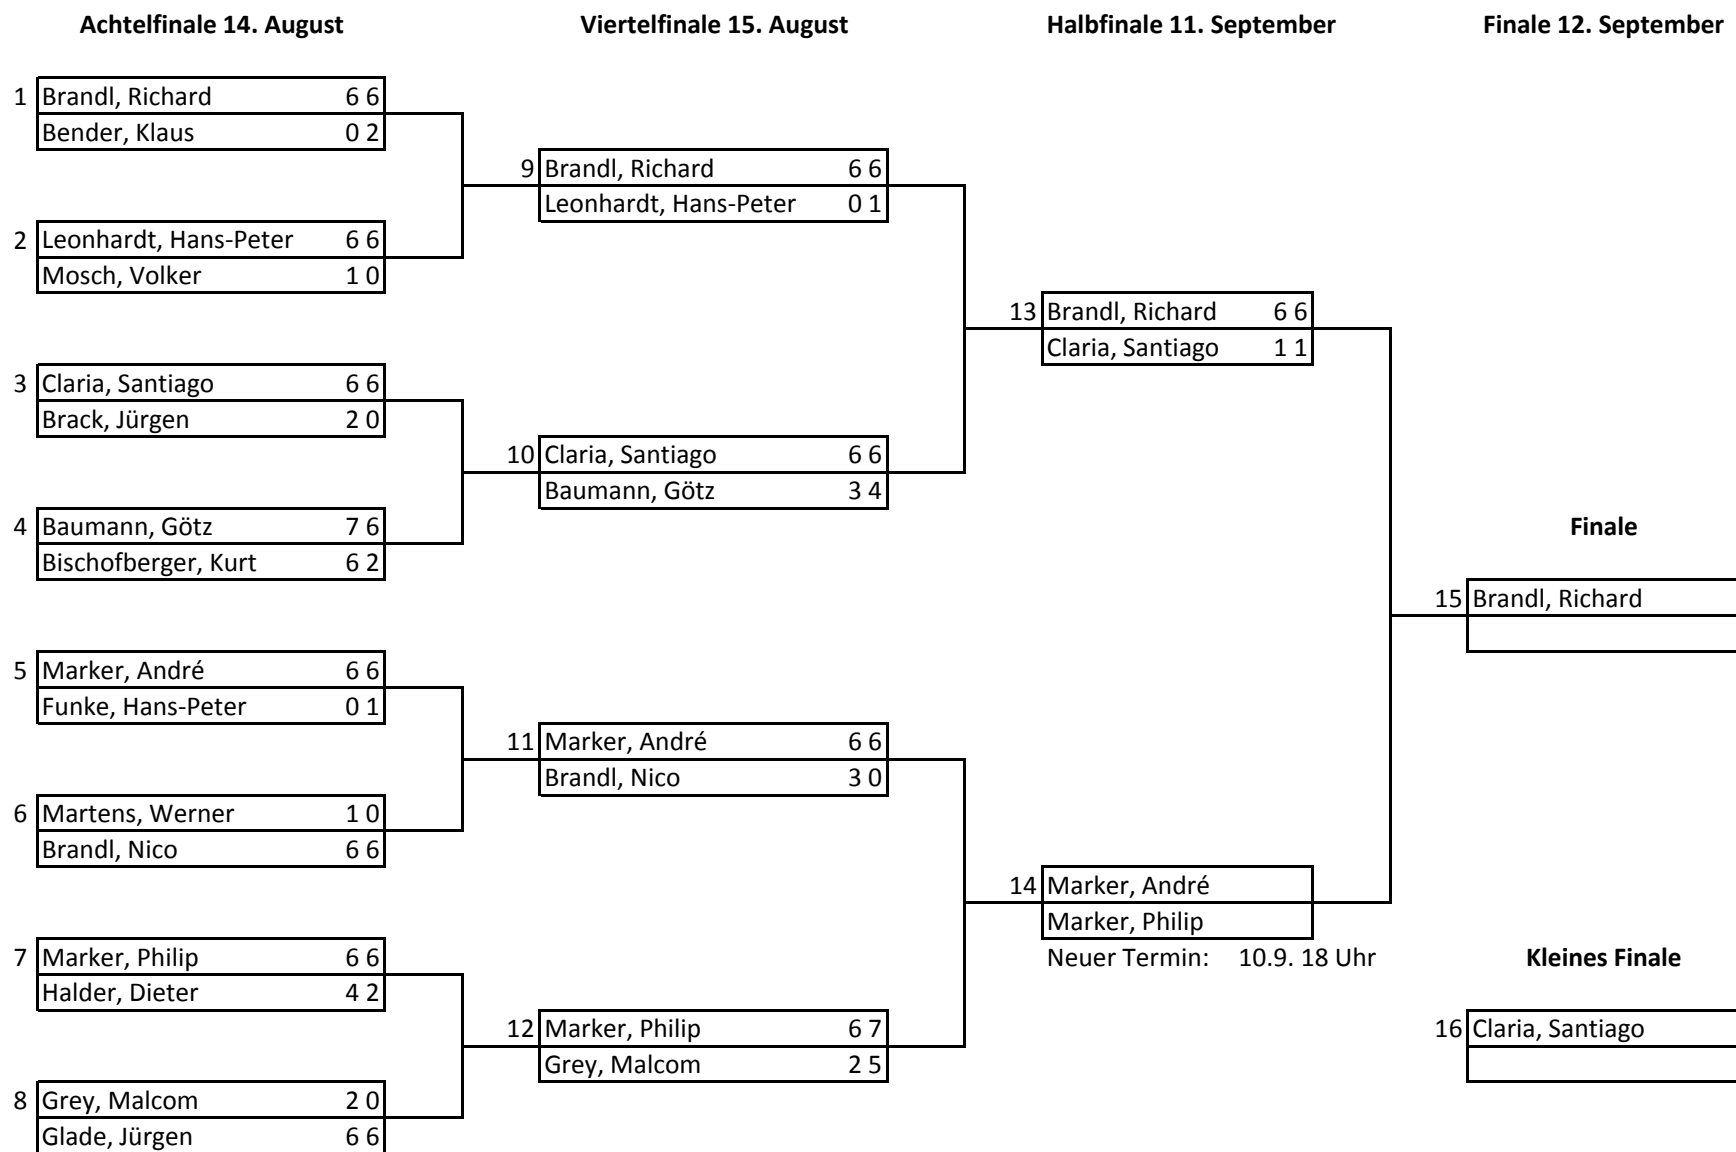 Achtelfinale 14. August
Viertelfinale 15. August
Halbfinale 11. September
Finale 12. September
1 Brandl, Richard 6 6
Bender, Klaus 0 2
9 Brandl, Richard 6 6
Leonhardt, Hans-Peter 0 1
2 Leonhardt, Hans-Peter 6 6
Mosch, Volker 1 0
13 Brandl, Richard 6 6
Claria, Santiago 1 1
3 Claria, Santiago 6 6
Brack, Jürgen 2 0
10 Claria, Santiago 6 6
Baumann, Götz 3 4
4 Baumann, Götz 7 6
Bischofberger, Kurt 6 2
Finale
15 Brandl, Richard
5 Marker, André 6 6
Funke, Hans-Peter 0 1
11 Marker, André 6 6
Brandl, Nico 3 0
6 Martens, Werner 1 0
Brandl, Nico 6 6
14 Marker, André
Marker, Philip
Neuer Termin: 10.9. 18 Uhr
Kleines Finale
7 Marker, Philip 6 6
Halder, Dieter 4 2
12 Marker, Philip 6 7
Grey, Malcom 2 5
16 Claria, Santiago
8 Grey, Malcom 2 0
Glade, Jürgen 6 6